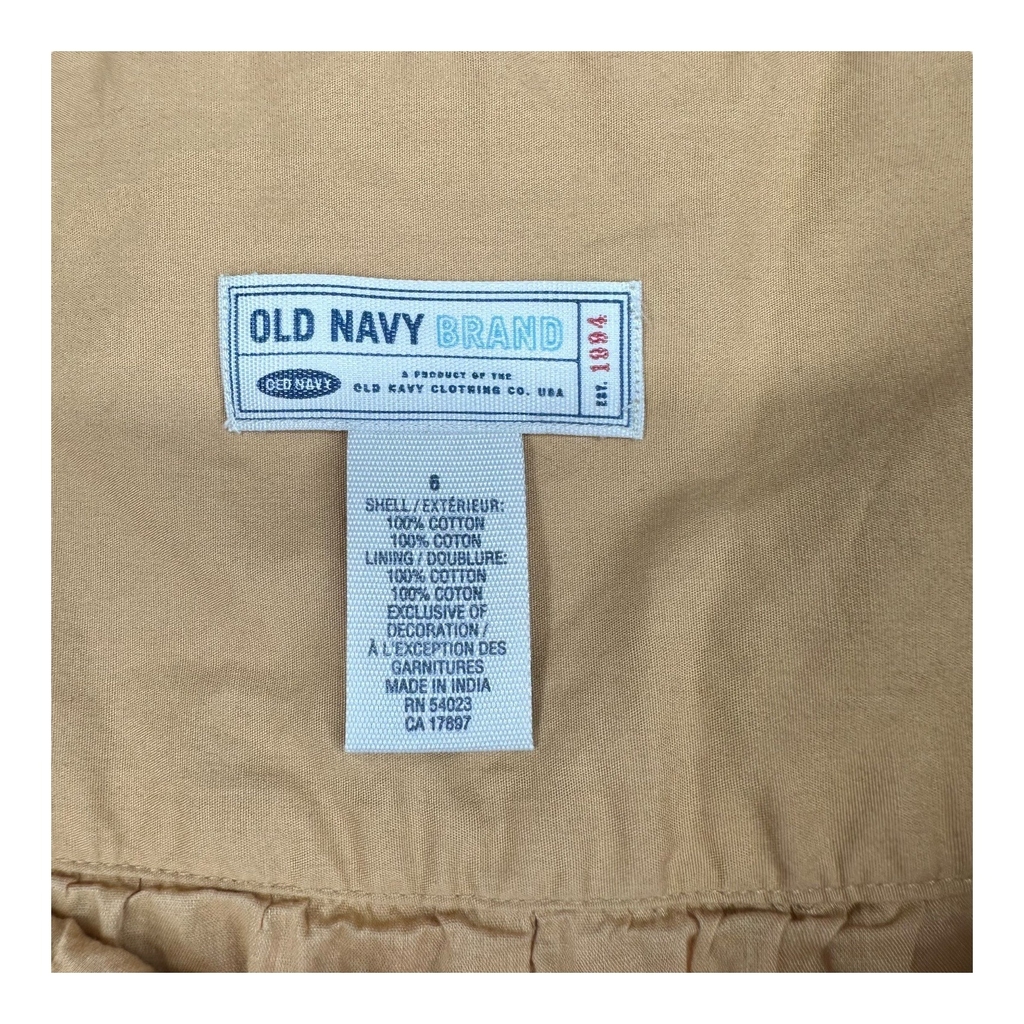 OLD NAVY BRAND
OLD NAVY
A PRODUCT OF THE
OLD NAVY CLOTHING CO. USA
EST. 1994
6
SHELL / EXTÉRIEUR:
100% COTTON
100% COTON
LINING / DOUBLURE:
100% COTTON
100% COTON
EXCLUSIVE OF
DECORATION /
À L'EXCEPTION DES
GARNITURES
MADE IN INDIA
RN 54023
CA 17897